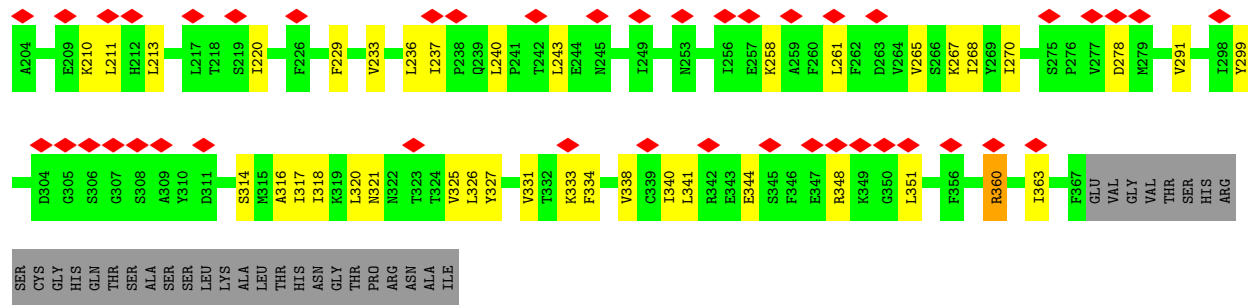 A204 E209 K210 L211 H212 L213 L217 T218 S219 I220 F226 F229 V233 L236 I237 P238 Q239 L240 P241 T242 L243 E244 N245 I249 N253 I256 E257 K258 A259 F260 L261 F262 D263 V264 V265 S266 K267 I268 Y269 I270 S275 P276 V277 D278 M279 V291 I298 Y299
D304 G305 S306 G307 S308 A309 Y310 D311 S314 M315 A316 I317 I318 K319 L320 N321 N322 T323 T324 V325 L326 Y327 V331 T332 K333 F334 V338 C339 I340 L341 R342 E343 E344 S345 F346 E347 R348 K349 G350 L351 F356 R360 I363 F367 GLU VAL GLY VAL THR SER HIS ARG
SER CYS GLY HIS GLN THR SER ALA SER SER LEU LYS ALA LEU THR HIS ASN GLY THR PRO ARG ASN ALA ILE